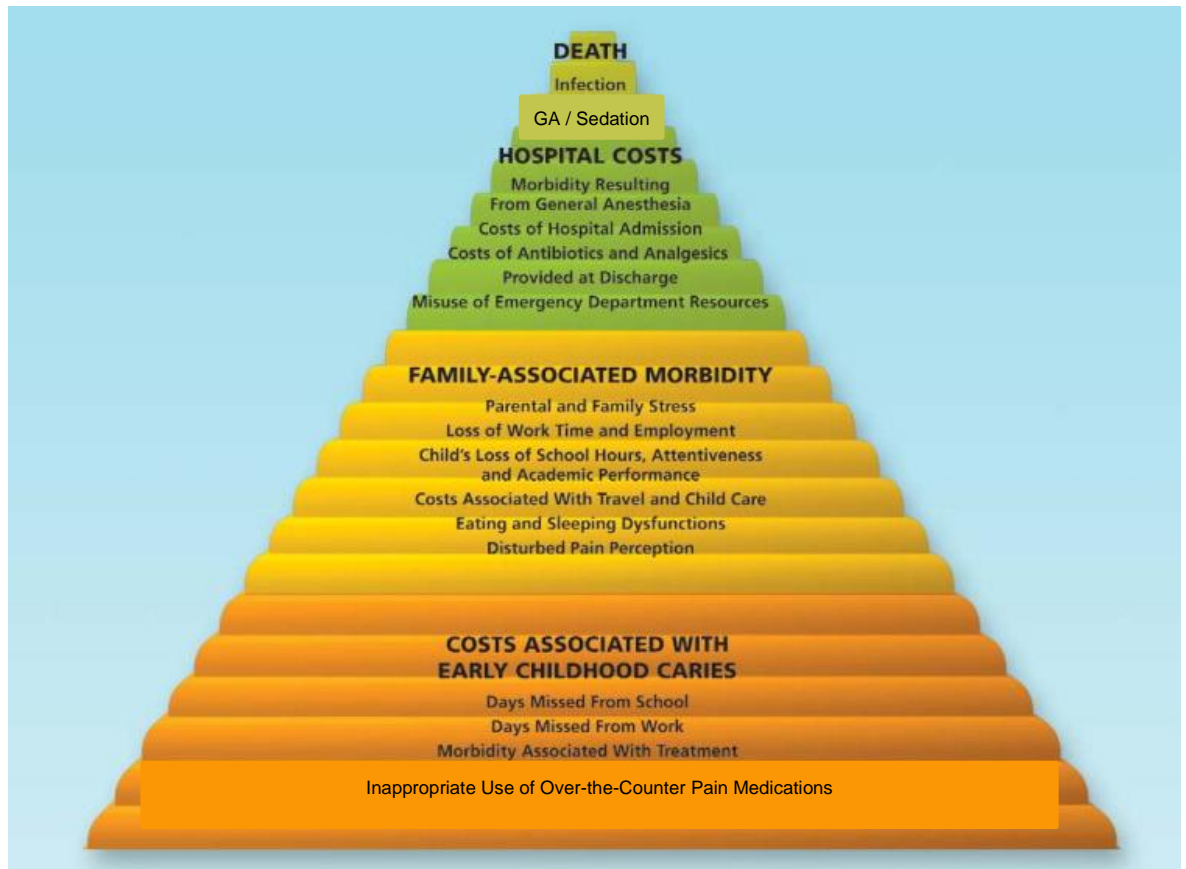 DEATH
Infection
GA / Sedation
HOSPITAL COSTS
Morbidity Resulting
From General Anesthesia
Costs of Hospital Admission
Costs of Antibiotics and Analgesics
Provided at Discharge
Misuse of Emergency Department Resources
FAMILY-ASSOCIATED MORBIDITY
Parental and Family Stress
Loss of Work Time and Employment
Child's Loss of School Hours, Attentiveness
and Academic Performance
Costs Associated With Travel and Child Care
Eating and Sleeping Dysfunctions
Disturbed Pain Perception
COSTS ASSOCIATED WITH
EARLY CHILDHOOD CARIES
Days Missed From School
Days Missed From Work
Morbidity Associated With Treatment
Inappropriate Use of Over-the-Counter Pain Medications